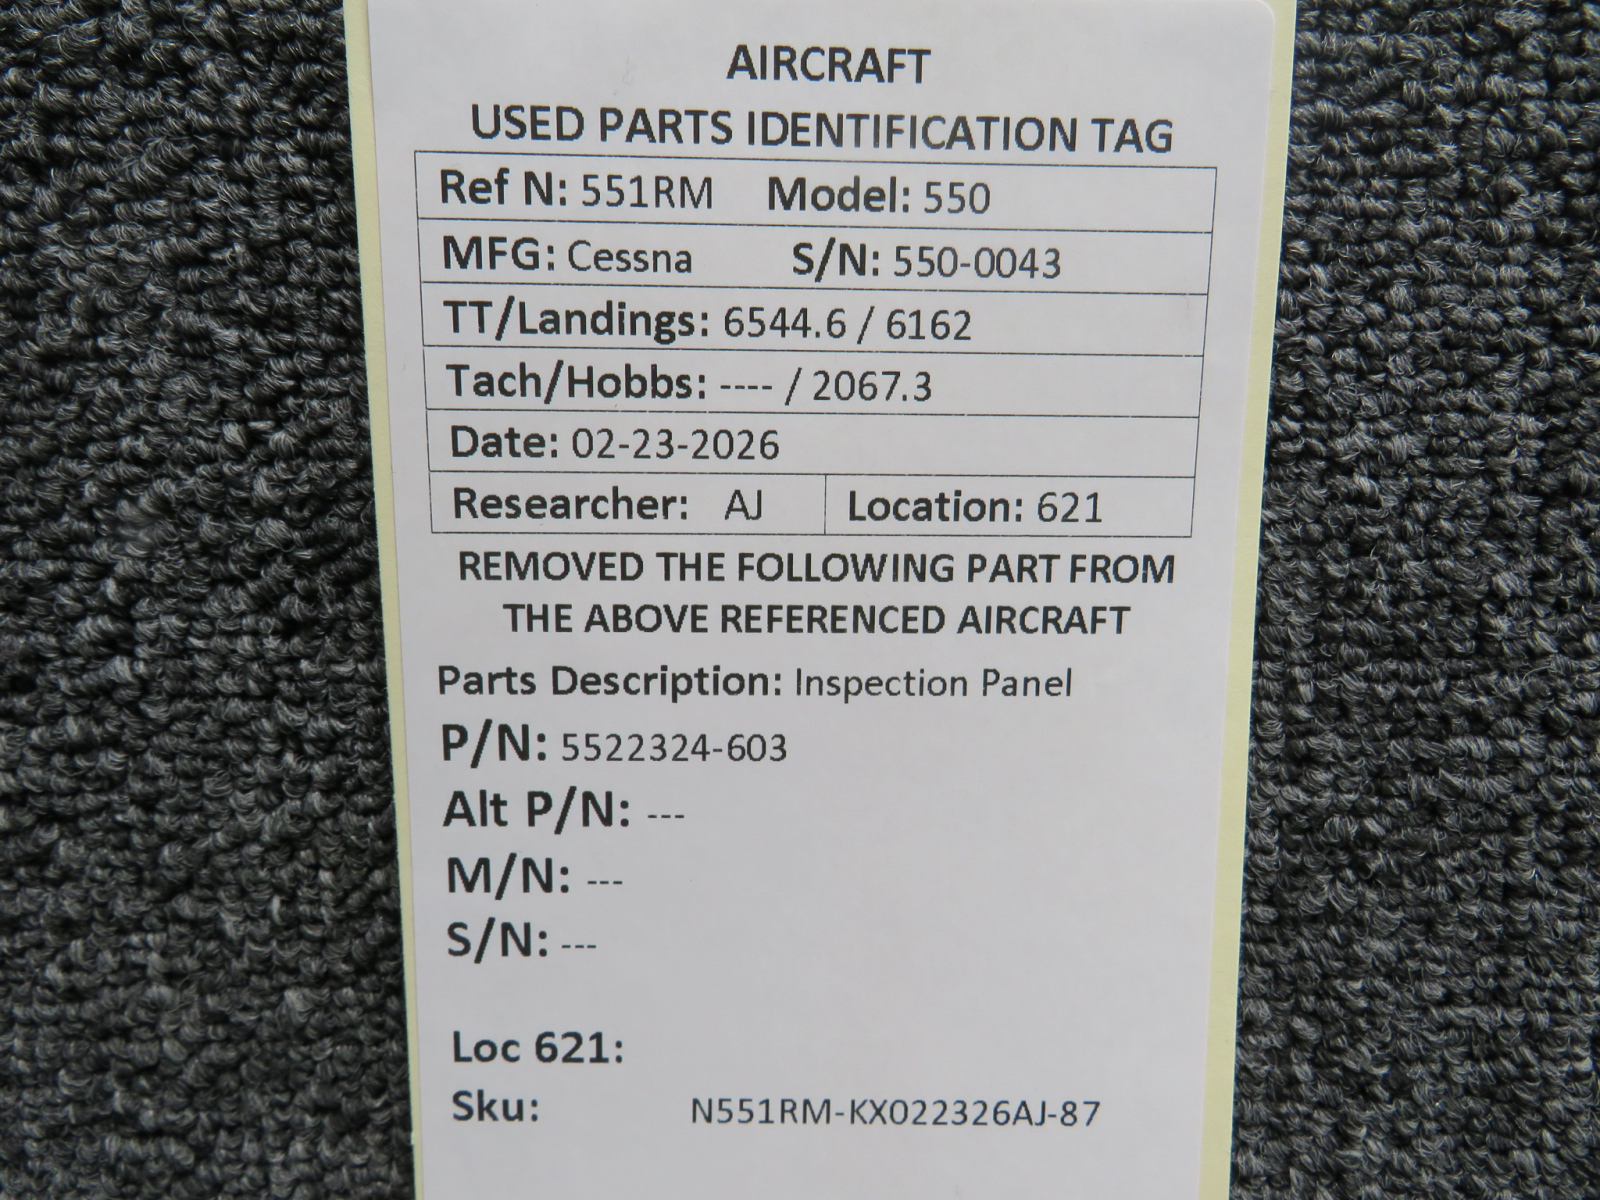 AIRCRAFT
USED PARTS IDENTIFICATION TAG
Ref N: 551RM Model: 550
MFG: Cessna S/N: 550-0043
TT/Landings: 6544.6 / 6162
Tach/Hobbs: ---- / 2067.3
Date: 02-23-2026
Researcher: AJ Location: 621
REMOVED THE FOLLOWING PART FROM
THE ABOVE REFERENCED AIRCRAFT
Parts Description: Inspection Panel
P/N: 5522324-603
Alt P/N: ---
M/N: ---
S/N: ---
Loc 621:
Sku: N551RM-KX022326AJ-87